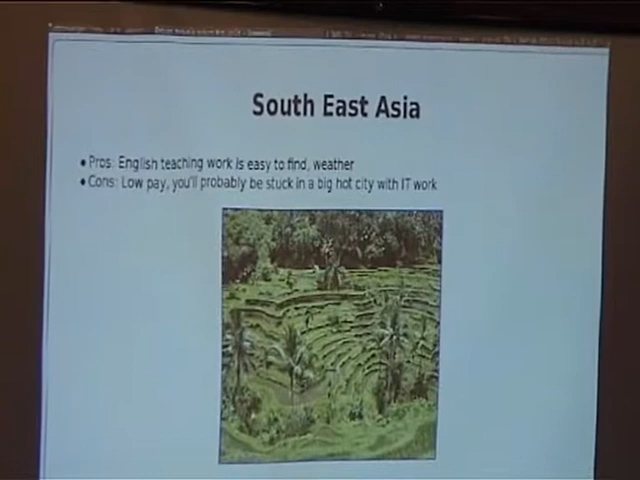 South East Asia
• Pros: English teaching work is easy to find, weather
• Cons: Low pay, you'll probably be stuck in a big hot city with IT work